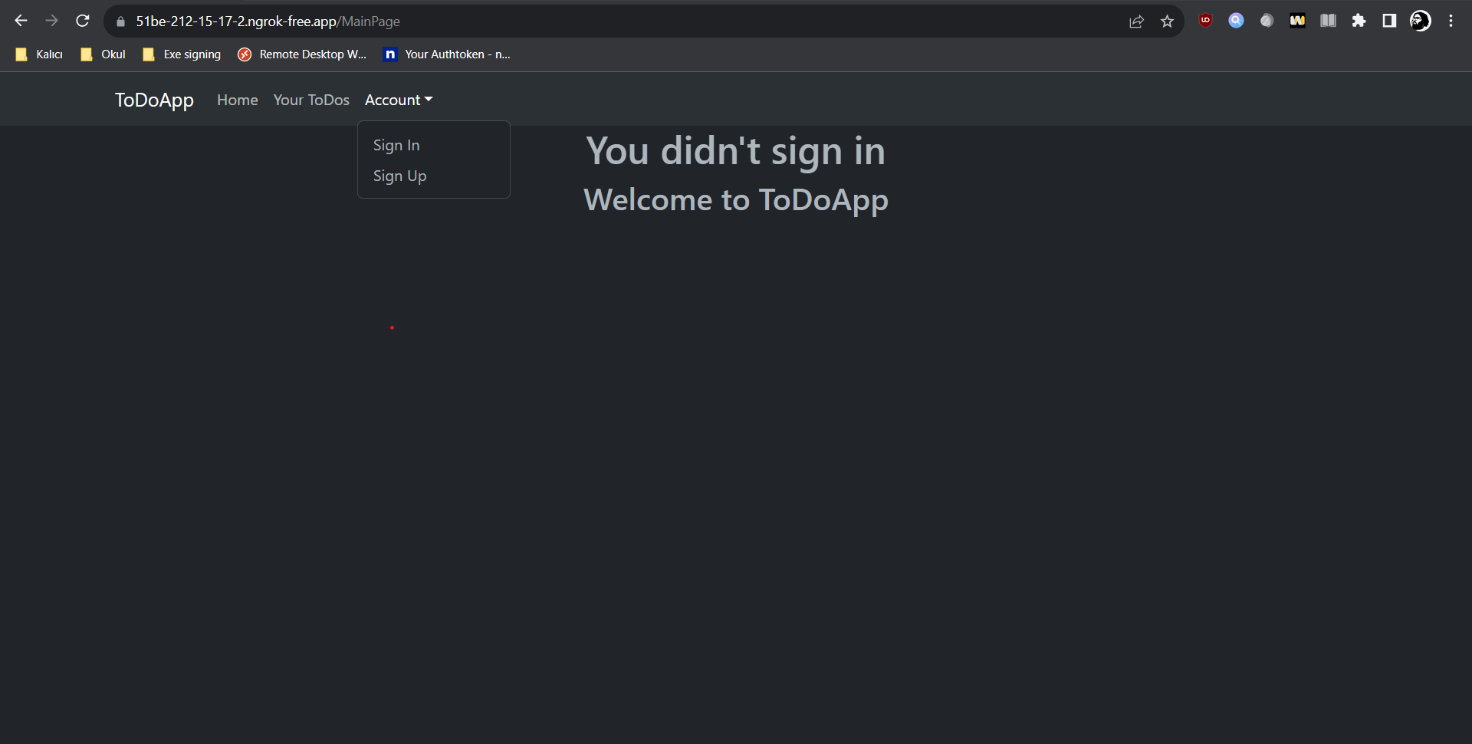 51be-212-15-17-2.ngrok-free.app/MainPage
Kalıcı Okul Exe signing Remote Desktop W... Your Authtoken - n...
ToDoApp Home Your ToDos Account
Sign In
Sign Up
You didn't sign in
Welcome to ToDoApp